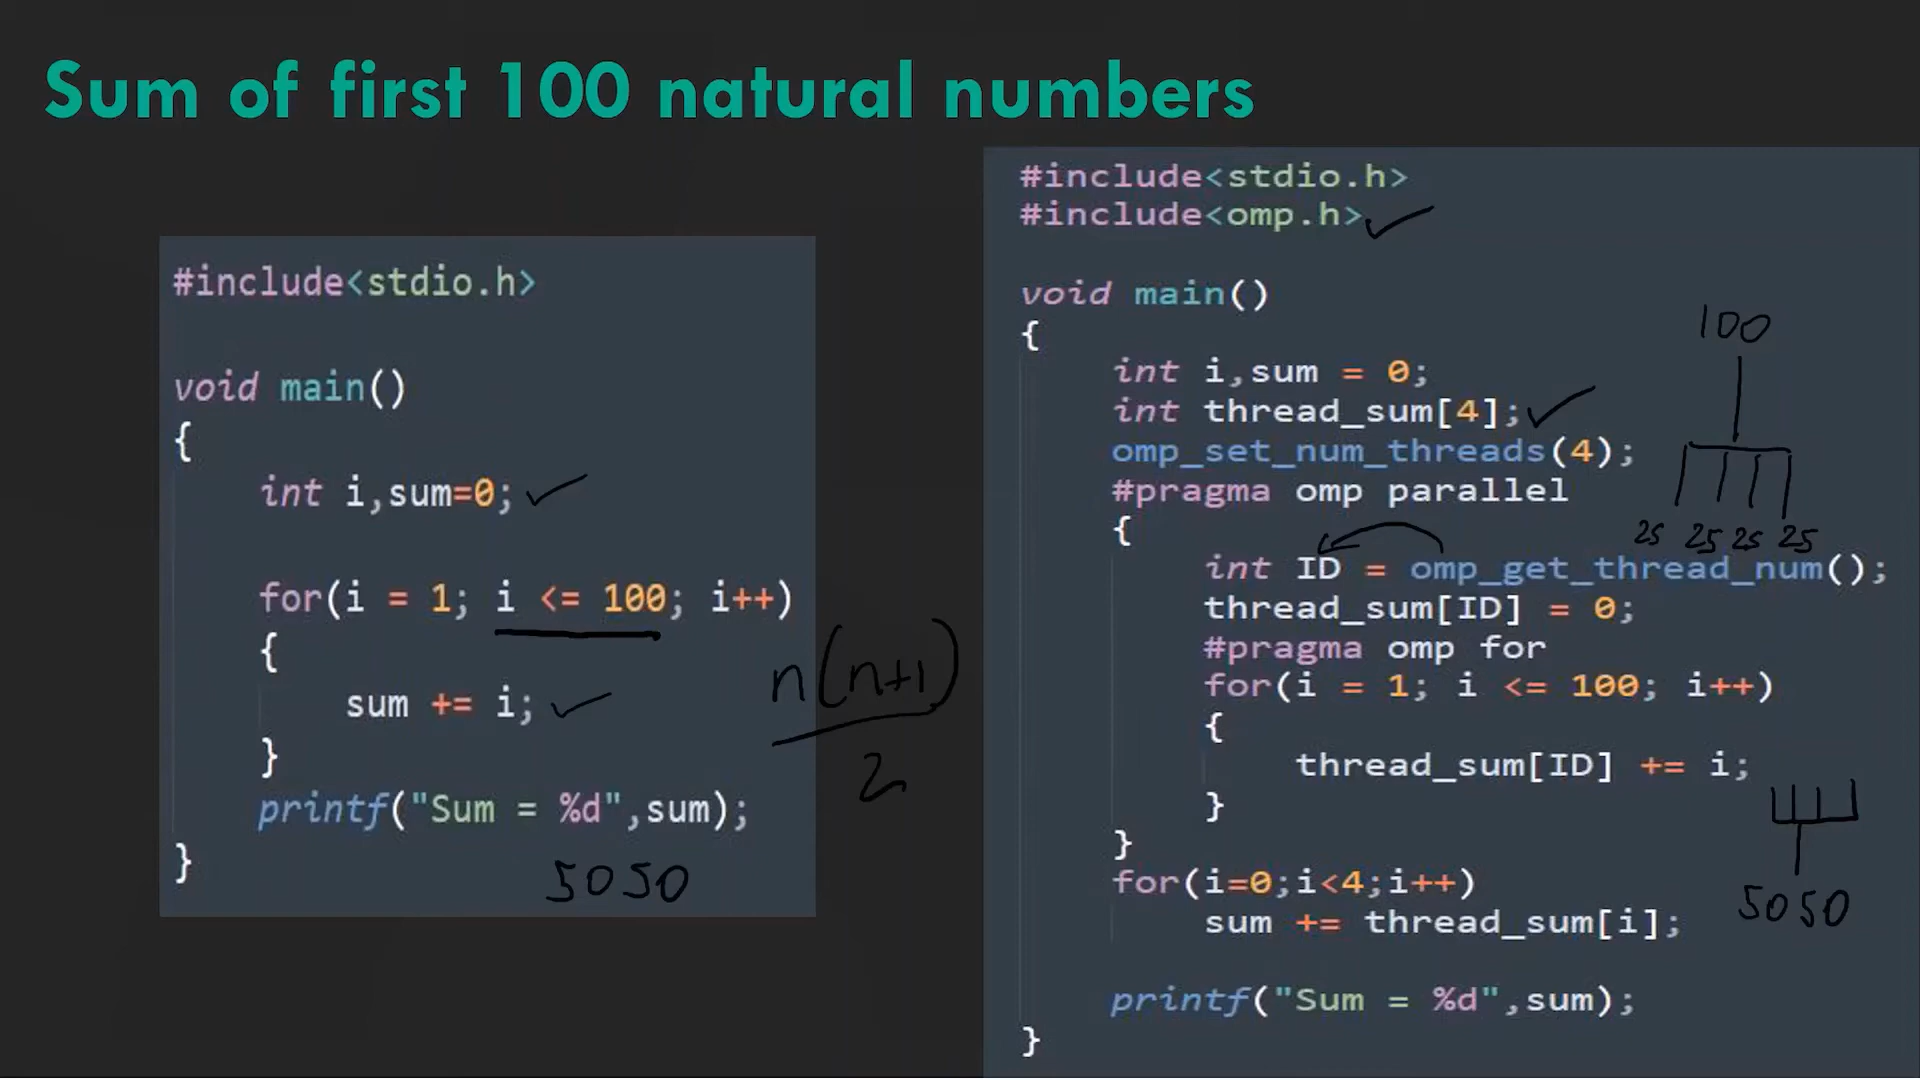 Sum of first 100 natural numbers
#include<stdio.h>
void main()
{
int i,sum=0;
for(i = 1; i <= 100; i++)
{
sum += i;
}
printf("Sum = %d",sum);
}
5050
n(n+1)
2
#include<stdio.h>
#include<omp.h>
void main()
{
int i,sum = 0;
int thread_sum[4];
omp_set_num_threads(4);
#pragma omp parallel
{
int ID = omp_get_thread_num();
thread_sum[ID] = 0;
#pragma omp for
for(i = 1; i <= 100; i++)
{
thread_sum[ID] += i;
}
}
for(i=0;i<4;i++)
sum += thread_sum[i];
printf("Sum = %d",sum);
}
100
25 25 25 25
5050